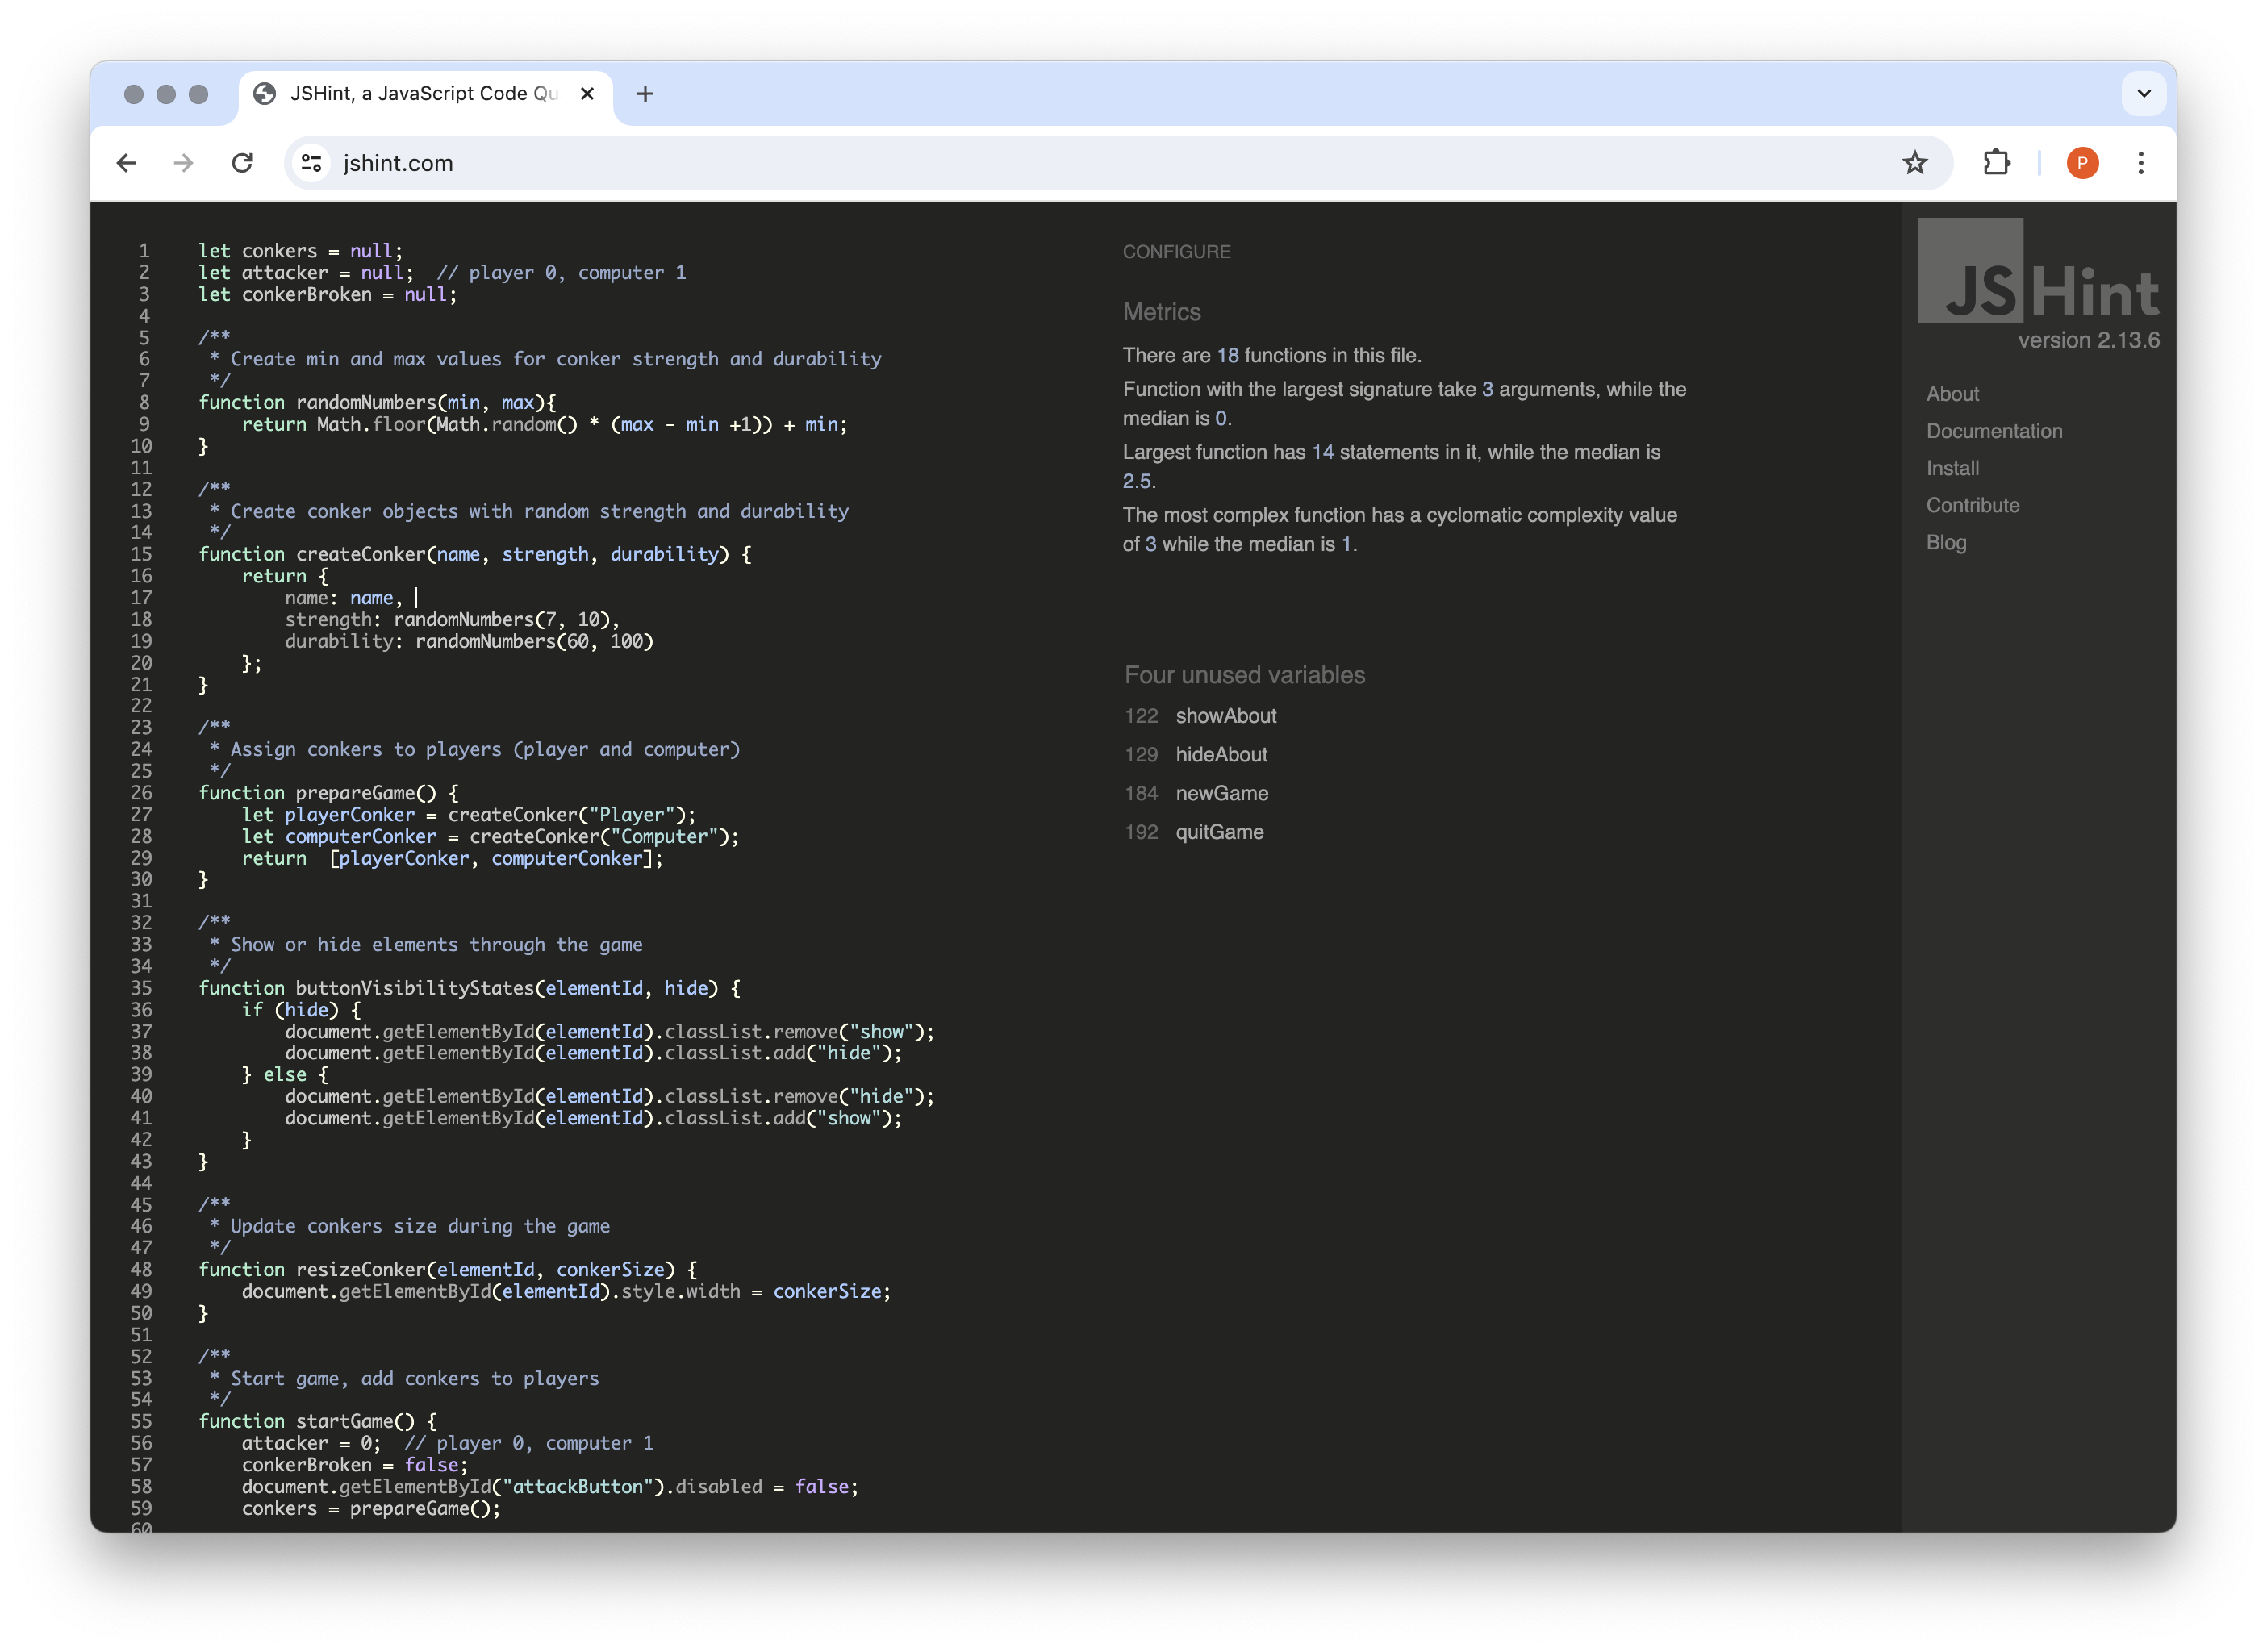 JSHint, a JavaScript Code Qu
jshint.com
P
1 let conkers = null;
2 let attacker = null;  // player 0, computer 1
3 let conkerBroken = null;
4
5 /**
6  * Create min and max values for conker strength and durability
7  */
8 function randomNumbers(min, max){
9     return Math.floor(Math.random() * (max - min +1)) + min;
10 }
11
12 /**
13  * Create conker objects with random strength and durability
14  */
15 function createConker(name, strength, durability) {
16     return {
17         name: name,
18         strength: randomNumbers(7, 10),
19         durability: randomNumbers(60, 100)
20     };
21 }
22
23 /**
24  * Assign conkers to players (player and computer)
25  */
26 function prepareGame() {
27     let playerConker = createConker("Player");
28     let computerConker = createConker("Computer");
29     return  [playerConker, computerConker];
30 }
31
32 /**
33  * Show or hide elements through the game
34  */
35 function buttonVisibilityStates(elementId, hide) {
36     if (hide) {
37         document.getElementById(elementId).classList.remove("show");
38         document.getElementById(elementId).classList.add("hide");
39     } else {
40         document.getElementById(elementId).classList.remove("hide");
41         document.getElementById(elementId).classList.add("show");
42     }
43 }
44
45 /**
46  * Update conkers size during the game
47  */
48 function resizeConker(elementId, conkerSize) {
49     document.getElementById(elementId).style.width = conkerSize;
50 }
51
52 /**
53  * Start game, add conkers to players
54  */
55 function startGame() {
56     attacker = 0;  // player 0, computer 1
57     conkerBroken = false;
58     document.getElementById("attackButton").disabled = false;
59     conkers = prepareGame();
60
CONFIGURE
Metrics
There are 18 functions in this file.
Function with the largest signature take 3 arguments, while the
median is 0.
Largest function has 14 statements in it, while the median is
2.5.
The most complex function has a cyclomatic complexity value
of 3 while the median is 1.
Four unused variables
122 showAbout
129 hideAbout
184 newGame
192 quitGame
JSHint
version 2.13.6
About
Documentation
Install
Contribute
Blog